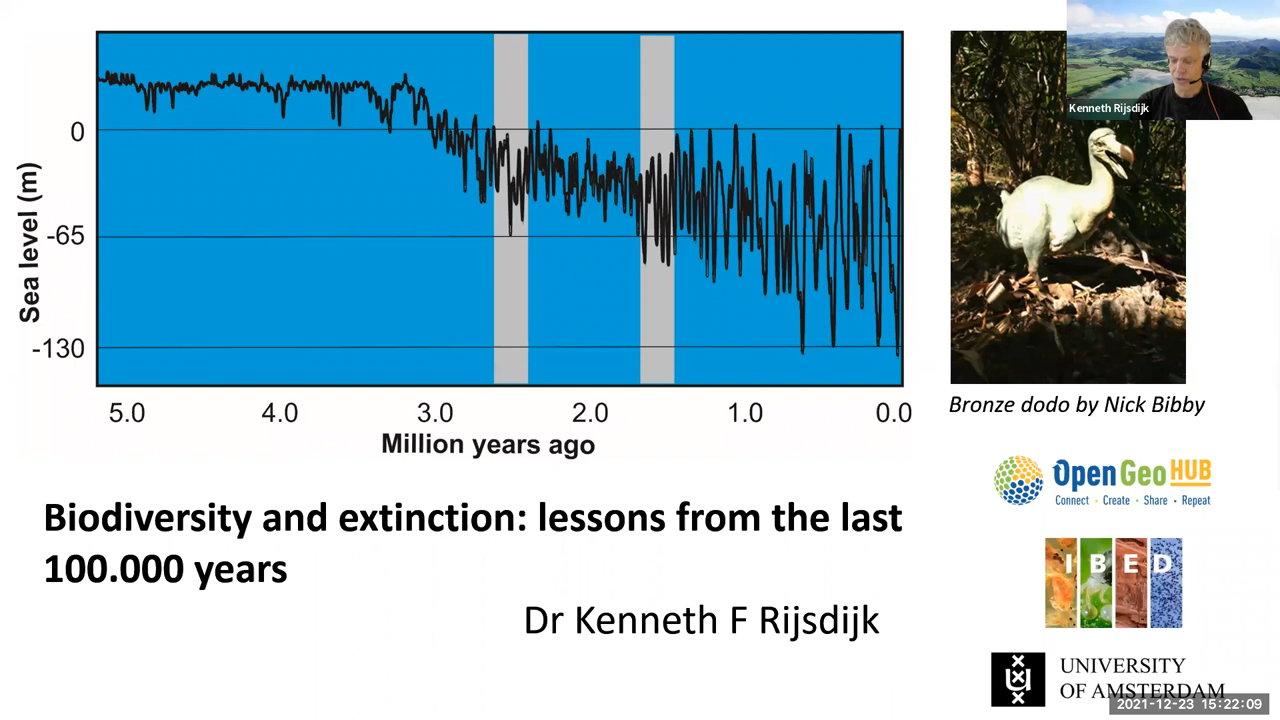 Kenneth Rijsdijk
0
-65
-130
Sea level (m)
5.0 4.0 3.0 2.0 1.0 0.0
Million years ago
Bronze dodo by Nick Bibby
OpenGeoHUB
Connect • Create • Share • Repeat
Biodiversity and extinction: lessons from the last
100.000 years
Dr Kenneth F Rijsdijk
I B E D
UNIVERSITY
OF AMSTERDAM
2021-12-23 15:22:09